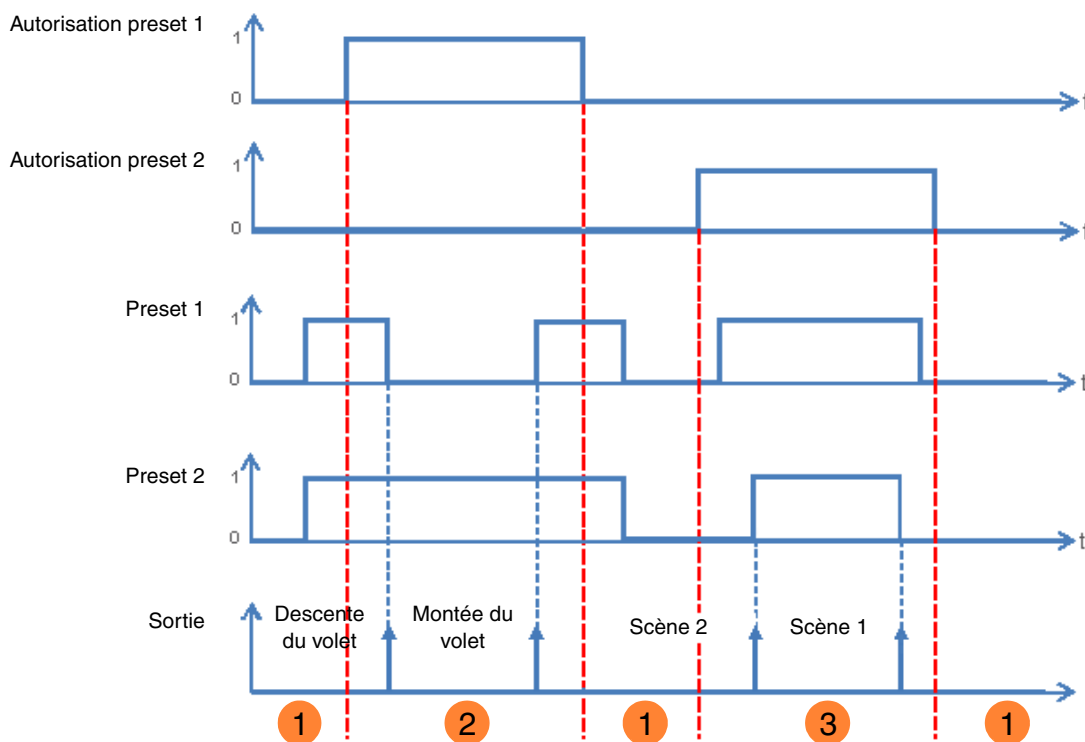 Autorisation preset 1
1
0
t
Autorisation preset 2
1
0
t
Preset 1
1
0
t
Preset 2
1
0
t
Sortie
Descente
du volet
Montée du
volet
Scène 2
Scène 1
1
2
1
3
1